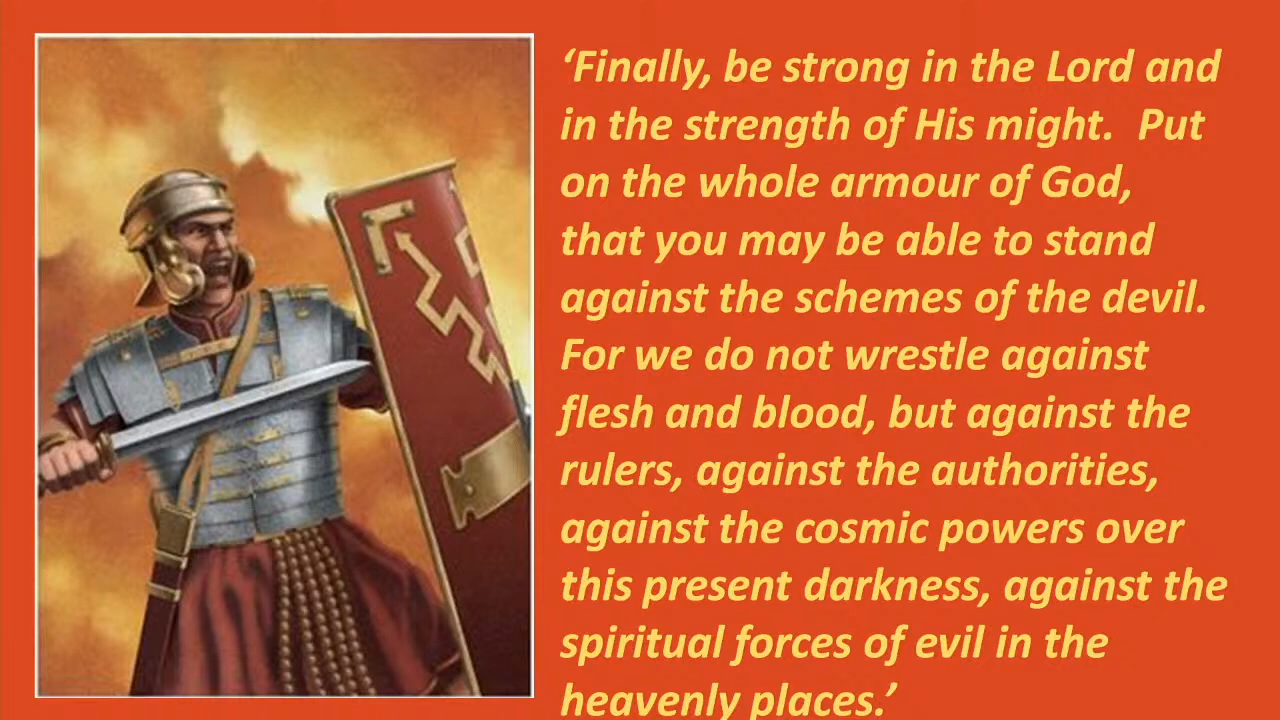 ‘Finally, be strong in the Lord and
in the strength of His might.  Put
on the whole armour of God,
that you may be able to stand
against the schemes of the devil.
For we do not wrestle against
flesh and blood, but against the
rulers, against the authorities,
against the cosmic powers over
this present darkness, against the
spiritual forces of evil in the
heavenly places.’